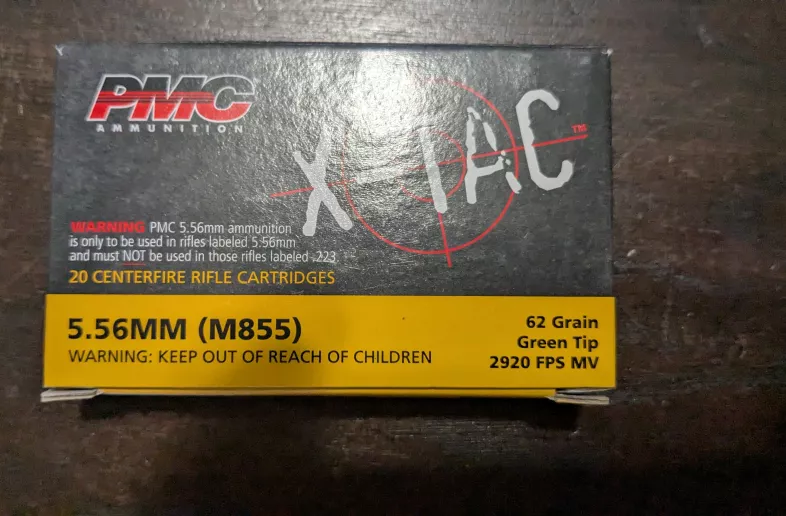 PMC
AMMUNITION
X-TAC™
WARNING PMC 5.56mm ammunition
is only to be used in rifles labeled 5.56mm
and must NOT be used in those rifles labeled .223
20 CENTERFIRE RIFLE CARTRIDGES
5.56MM (M855)
WARNING: KEEP OUT OF REACH OF CHILDREN
62 Grain
Green Tip
2920 FPS MV